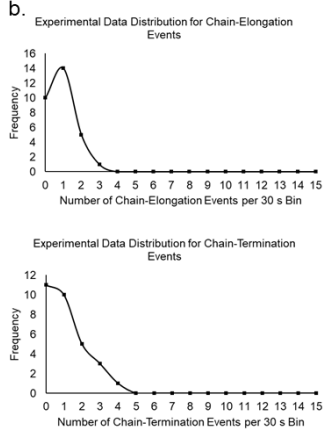 b.
Experimental Data Distribution for Chain-Elongation
Events
16
14
12
10
8
6
4
2
0
Frequency
0 1 2 3 4 5 6 7 8 9 10 11 12 13 14 15
Number of Chain-Elongation Events per 30 s Bin
Experimental Data Distribution for Chain-Termination
Events
12
10
8
6
4
2
0
Frequency
0 1 2 3 4 5 6 7 8 9 10 11 12 13 14 15
Number of Chain-Termination Events per 30 s Bin